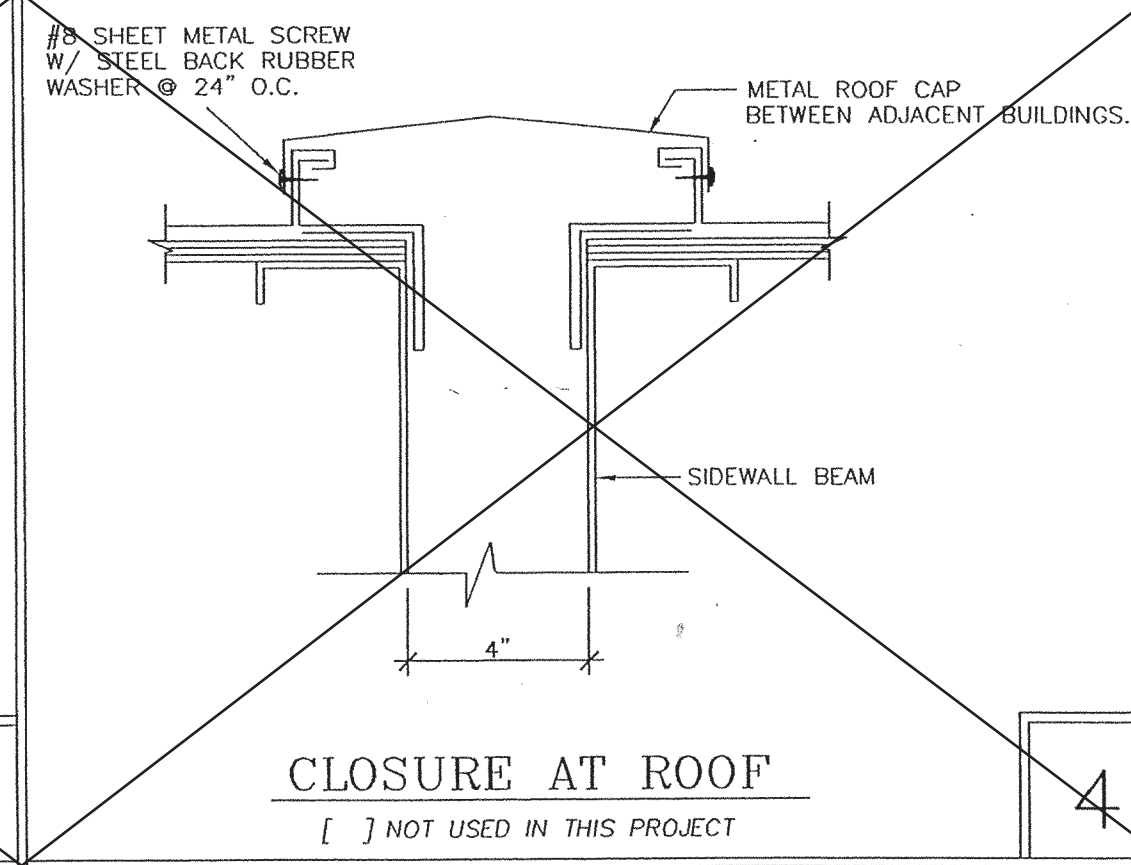 #8 SHEET METAL SCREW
W/ STEEL BACK RUBBER
WASHER @ 24" O.C.
METAL ROOF CAP
BETWEEN ADJACENT BUILDINGS.
SIDEWALL BEAM
4"
CLOSURE AT ROOF
[ ] NOT USED IN THIS PROJECT
4